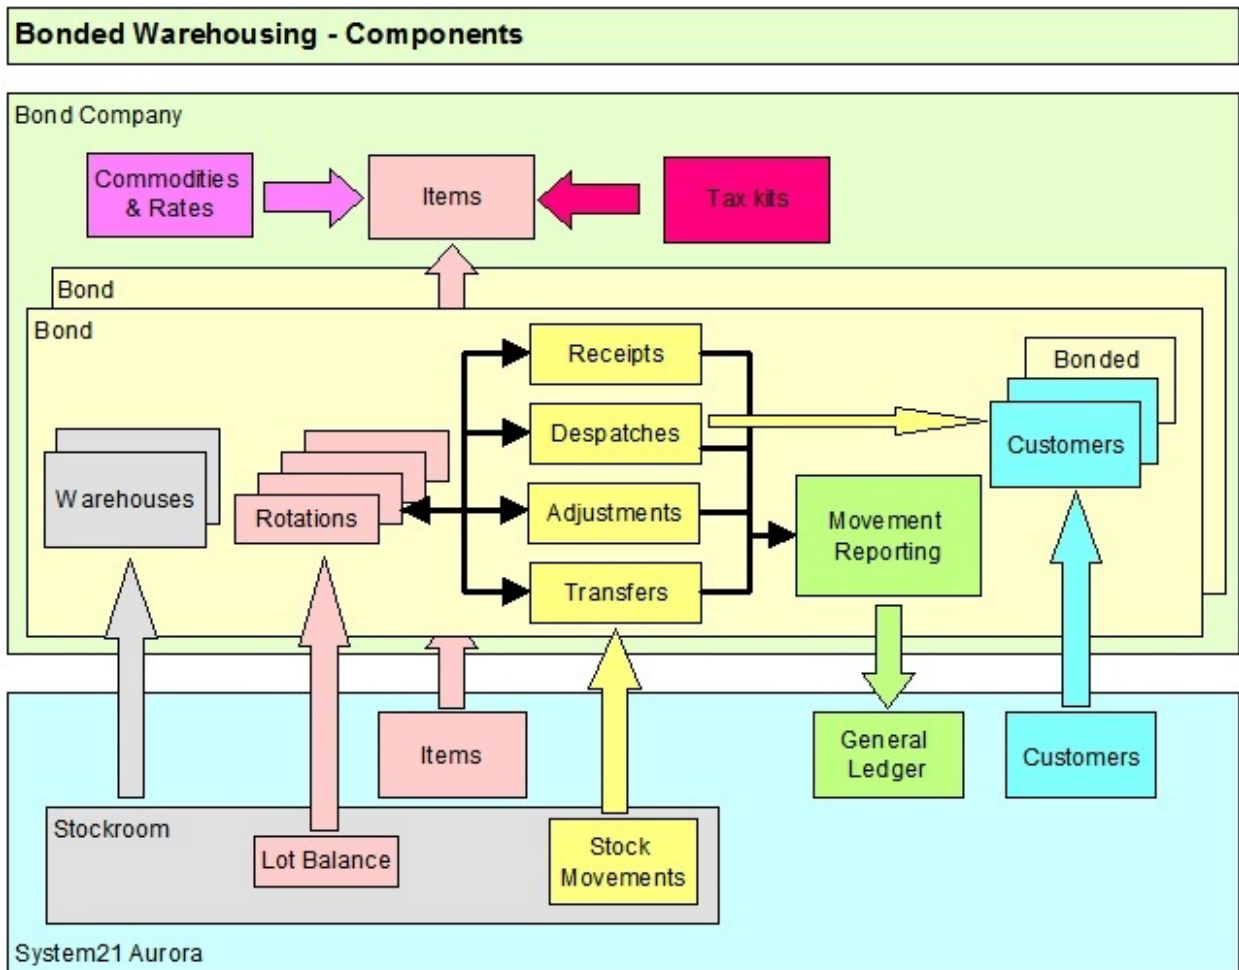 Bonded Warehousing - Components
Bond Company
Commodities
& Rates
Items
Tax kits
Bond
Bond
Receipts
Bonded
Despatches
Customers
Warehouses
Rotations
Adjustments
Movement
Reporting
Transfers
Items
General
Ledger
Customers
Stockroom
Lot Balance
Stock
Movements
System21 Aurora